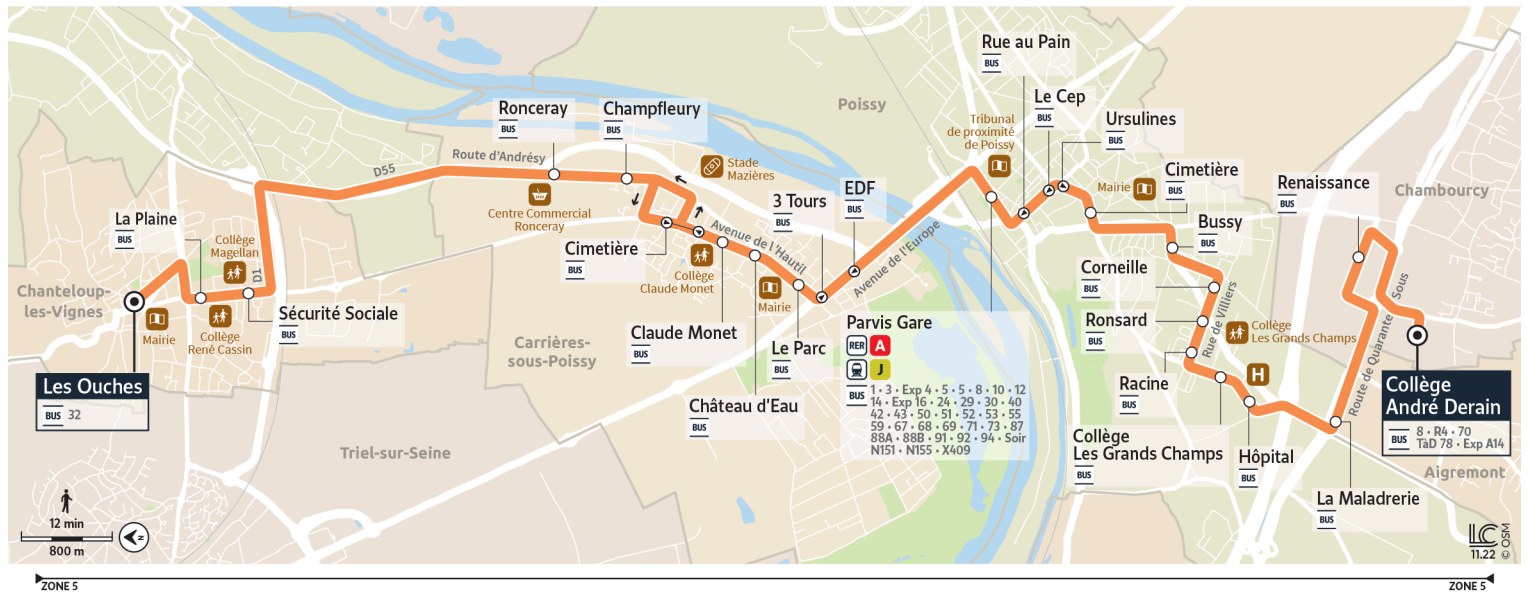 Rue au Pain
BUS
Le Cep
BUS
Ursulines
BUS
Poissy
Tribunal
de proximité
de Poissy
Ronceray
BUS
Champfleury
BUS
Route d'Andrésy
D55
Stade
Mazières
Centre Commercial
Ronceray
EDF
BUS
3 Tours
BUS
Mairie
Cimetière
BUS
Renaissance
BUS
Chambourcy
La Plaine
BUS
Collège
Magellan
D1
Cimetière
BUS
Avenue de l'Hautil
Collège
Claude Monet
Mairie
Avenue de l'Europe
Bussy
BUS
Corneille
BUS
Ronsard
BUS
Rue de Villiers
Collège
Les Grands Champs
Route de Quarante Sous
Chanteloup-
les-Vignes
Mairie
Collège
René Cassin
Sécurité Sociale
BUS
Claude Monet
BUS
Le Parc
BUS
Château d'Eau
BUS
Carrières-
sous-Poissy
Parvis Gare
RER A
J
BUS
1 • 3 • Exp 4 • 5 • 5 • 8 • 10 • 12
14 • Exp 16 • 24 • 29 • 30 • 40
42 • 43 • 50 • 51 • 52 • 53 • 55
59 • 67 • 68 • 69 • 71 • 73 • 87
88A • 88B • 91 • 92 • 94 • Soir
N151 • N155 • X409
Racine
BUS
H
Collège
Les Grands Champs
BUS
Hôpital
BUS
La Maladrerie
BUS
Les Ouches
BUS 32
Collège
André Derain
BUS
8 • R4 • 70
TàD 78 • Exp A14
Aigremont
Triel-sur-Seine
12 min
800 m
N
LC
11.22
© OSM
ZONE 5
ZONE 5